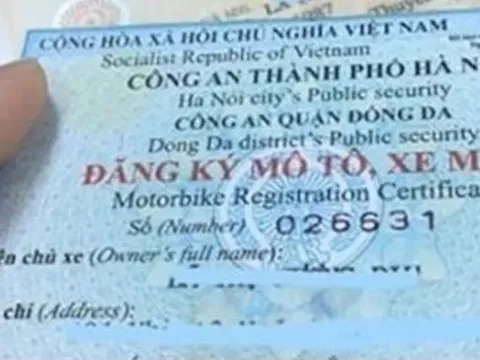 CỘNG HÒA XÃ HỘI CHỦ NGHĨA VIỆT NAM
Socialist Republic of Vietnam
CÔNG AN THÀNH PHỐ HÀ N
Ha Noi city's Public security
CÔNG AN QUẬN ĐỐNG ĐA
Dong Da district's Public security
ĐĂNG KÝ MÔ TÔ, XE M
Motorbike Registration Certifica
Số (Number) 026631
ên chủ xe (Owner's full name):
chỉ (Address):